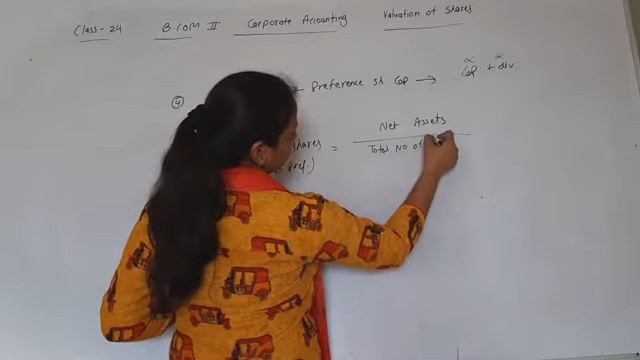 Class - 24 B.COM II Corporate Accounting Valuation of Shares
④ Preference sh Cap → Cap + div
Net Assets
shares = Total No of
Pref.)